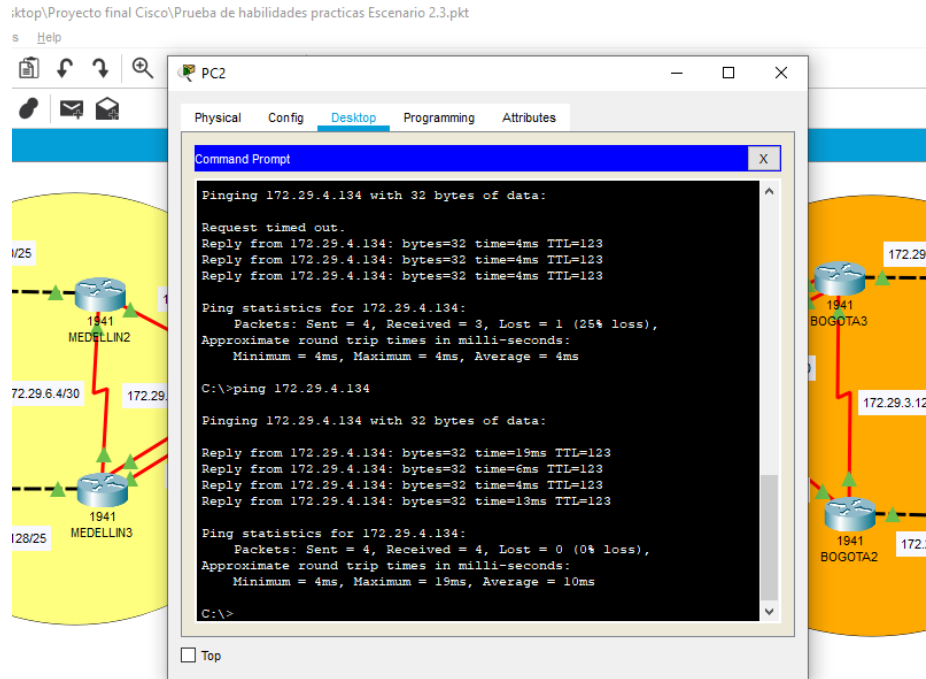 sktop\Proyecto final Cisco\Prueba de habilidades practicas Escenario 2.3.pkt
s Help
PC2
Physical Config Desktop Programming Attributes
Command Prompt X
Pinging 172.29.4.134 with 32 bytes of data:
Request timed out.
Reply from 172.29.4.134: bytes=32 time=4ms TTL=123
Reply from 172.29.4.134: bytes=32 time=4ms TTL=123
Reply from 172.29.4.134: bytes=32 time=4ms TTL=123
Ping statistics for 172.29.4.134:
Packets: Sent = 4, Received = 3, Lost = 1 (25% loss),
Approximate round trip times in milli-seconds:
Minimum = 4ms, Maximum = 4ms, Average = 4ms
C:\>ping 172.29.4.134
Pinging 172.29.4.134 with 32 bytes of data:
Reply from 172.29.4.134: bytes=32 time=19ms TTL=123
Reply from 172.29.4.134: bytes=32 time=6ms TTL=123
Reply from 172.29.4.134: bytes=32 time=4ms TTL=123
Reply from 172.29.4.134: bytes=32 time=13ms TTL=123
Ping statistics for 172.29.4.134:
Packets: Sent = 4, Received = 4, Lost = 0 (0% loss),
Approximate round trip times in milli-seconds:
Minimum = 4ms, Maximum = 19ms, Average = 10ms
C:\>
Top
/25
1941
MEDELLIN2
72.29.6.4/30
172.29.
1941
MEDELLIN3
128/25
172.29
1941
BOGOTA3
172.29.3.12
1941
BOGOTA2
172.